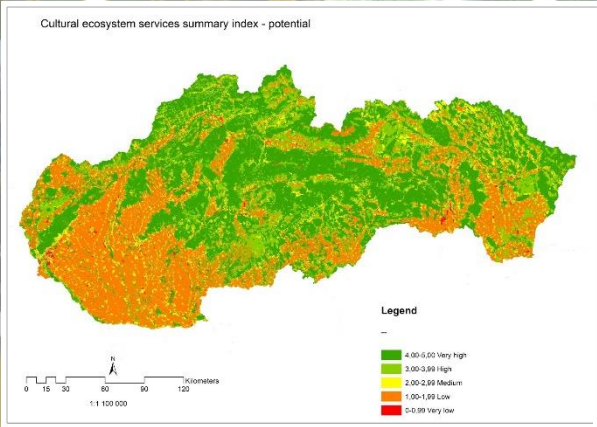 Cultural ecosystem services summary index - potential
Legend
4,00-5,00 Very high
3,00-3,99 High
2,00-2,99 Medium
1,00-1,99 Low
0-0,99 Very low
N
Kilometers
0 15 30 60 90 120
1:1 100 000